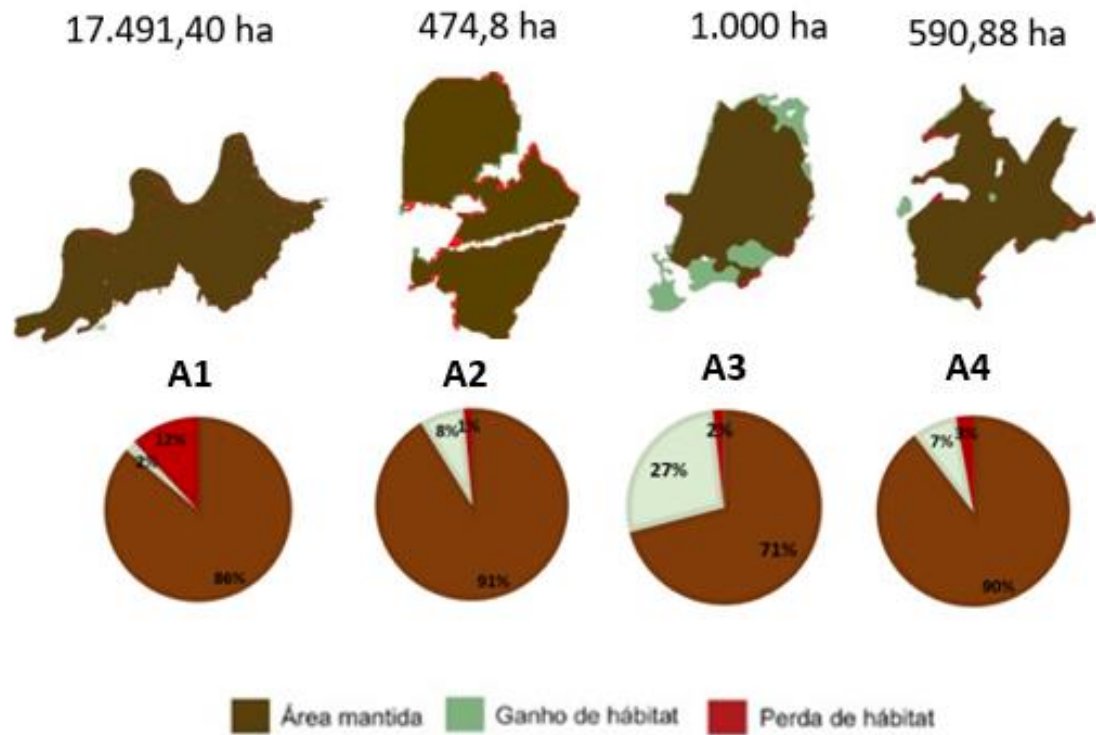 17.491,40 ha
474,8 ha
1.000 ha
590,88 ha
A1
A2
A3
A4
12%
2%
86%
8%
1%
91%
2%
27%
71%
7%
3%
90%
Área mantida
Ganho de hábitat
Perda de hábitat